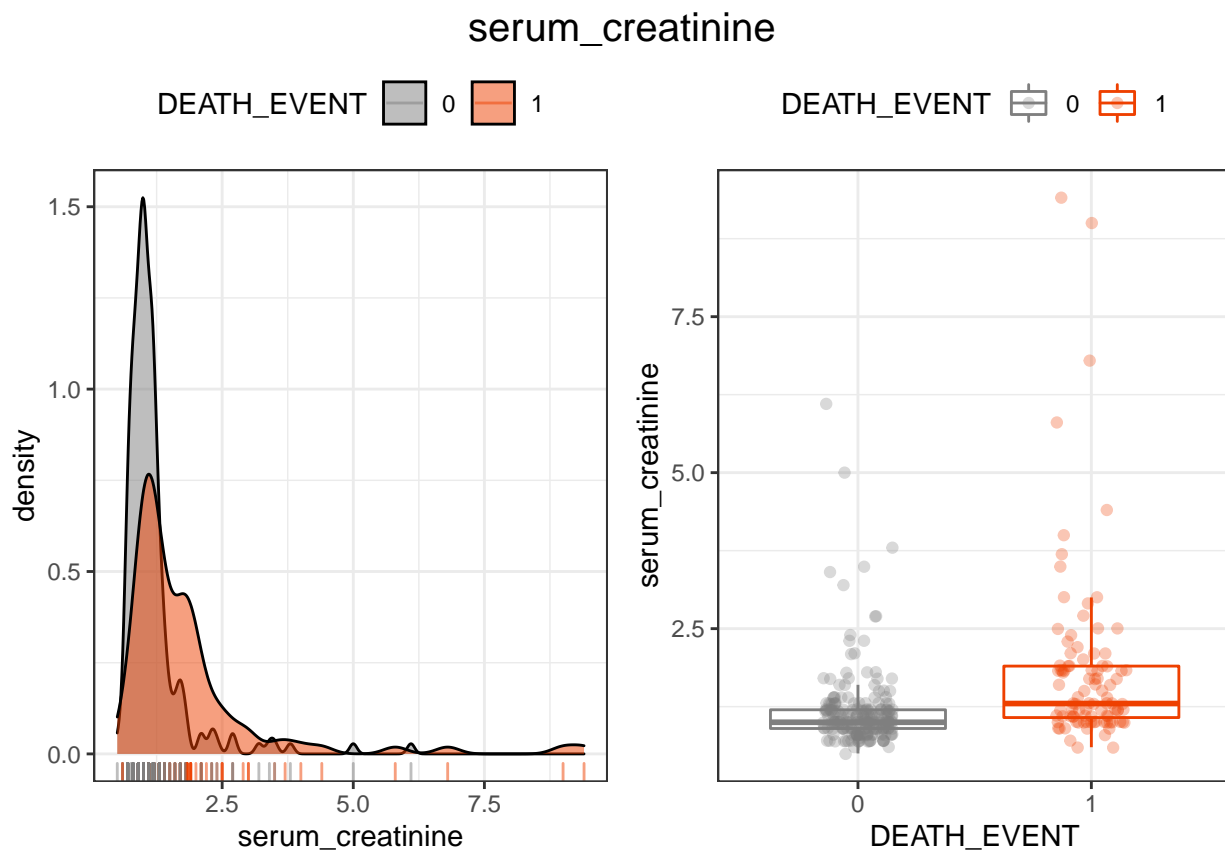 serum_creatinine
DEATH_EVENT 0 1
1.5
1.0
0.5
0.0
density
2.5 5.0 7.5
serum_creatinine
DEATH_EVENT 0 1
7.5
5.0
2.5
serum_creatinine
0 1
DEATH_EVENT